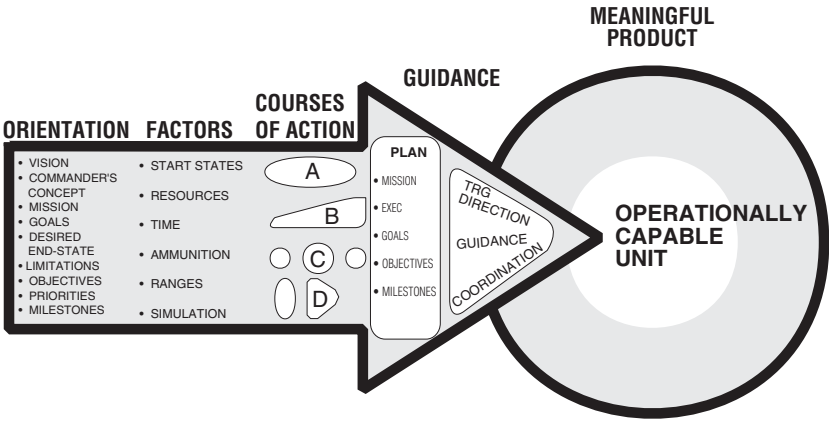 MEANINGFUL
PRODUCT
GUIDANCE
COURSES
OF ACTION
ORIENTATION
FACTORS
• VISION
• COMMANDER'S
CONCEPT
• MISSION
• GOALS
• DESIRED
END-STATE
• LIMITATIONS
• OBJECTIVES
• PRIORITIES
• MILESTONES
• START STATES
• RESOURCES
• TIME
• AMMUNITION
• RANGES
• SIMULATION
A
B
C
D
PLAN
• MISSION
• EXEC
• GOALS
• OBJECTIVES
• MILESTONES
TRG
DIRECTION
GUIDANCE
COORDINATION
OPERATIONALLY
CAPABLE
UNIT